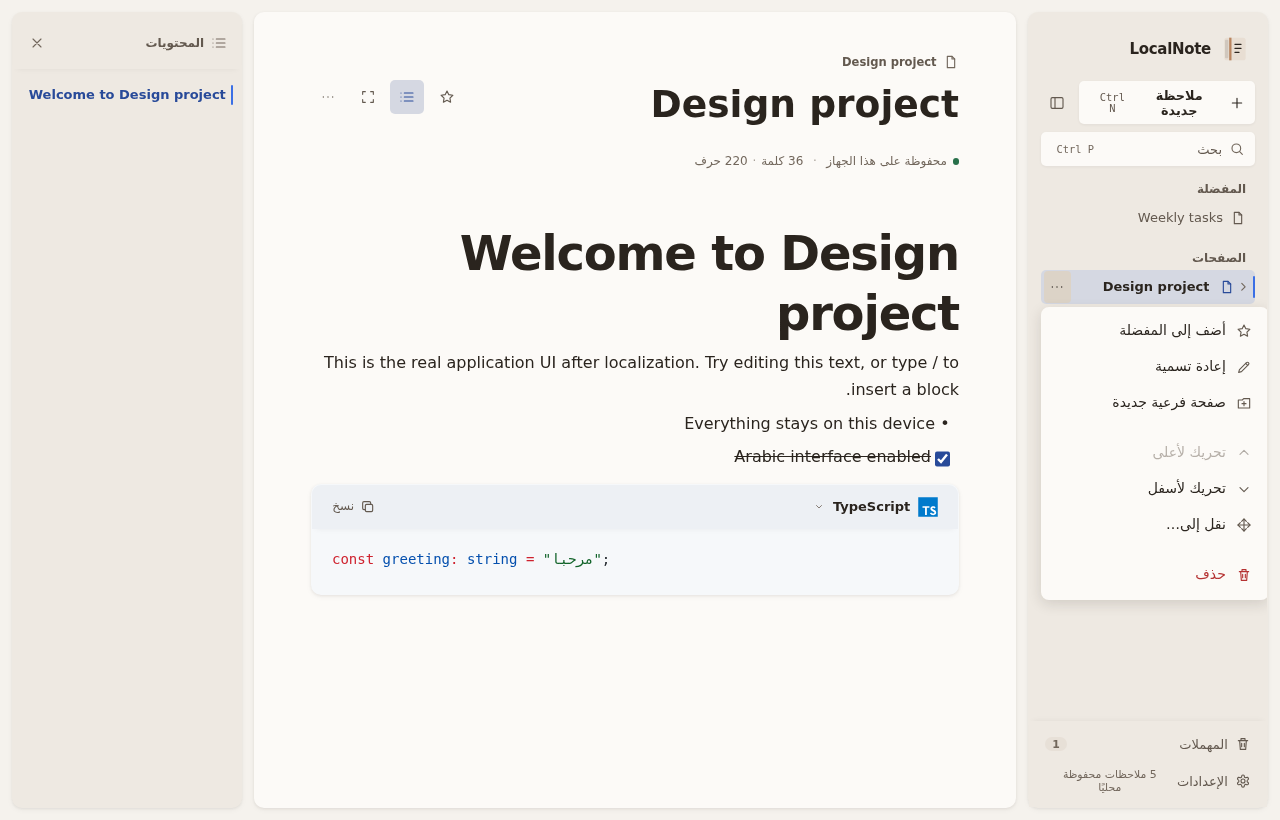 LocalNote
ملاحظة
جديدة
Ctrl
N
بحث
Ctrl P
المفضلة
Weekly tasks
الصفحات
Design project
أضف إلى المفضلة
إعادة تسمية
صفحة فرعية جديدة
تحريك لأعلى
تحريك لأسفل
نقل إلى...
حذف
المهملات
1
الإعدادات
5 ملاحظات محفوظة
محليًا
Design project
Design project
محفوظة على هذا الجهاز · 36 كلمة · 220 حرف
Welcome to Design
project
This is the real application UI after localization. Try editing this text, or type / to
insert a block.
• Everything stays on this device
Arabic interface enabled
TypeScript
نسخ
const greeting: string = "مرحبا";
المحتويات
Welcome to Design project